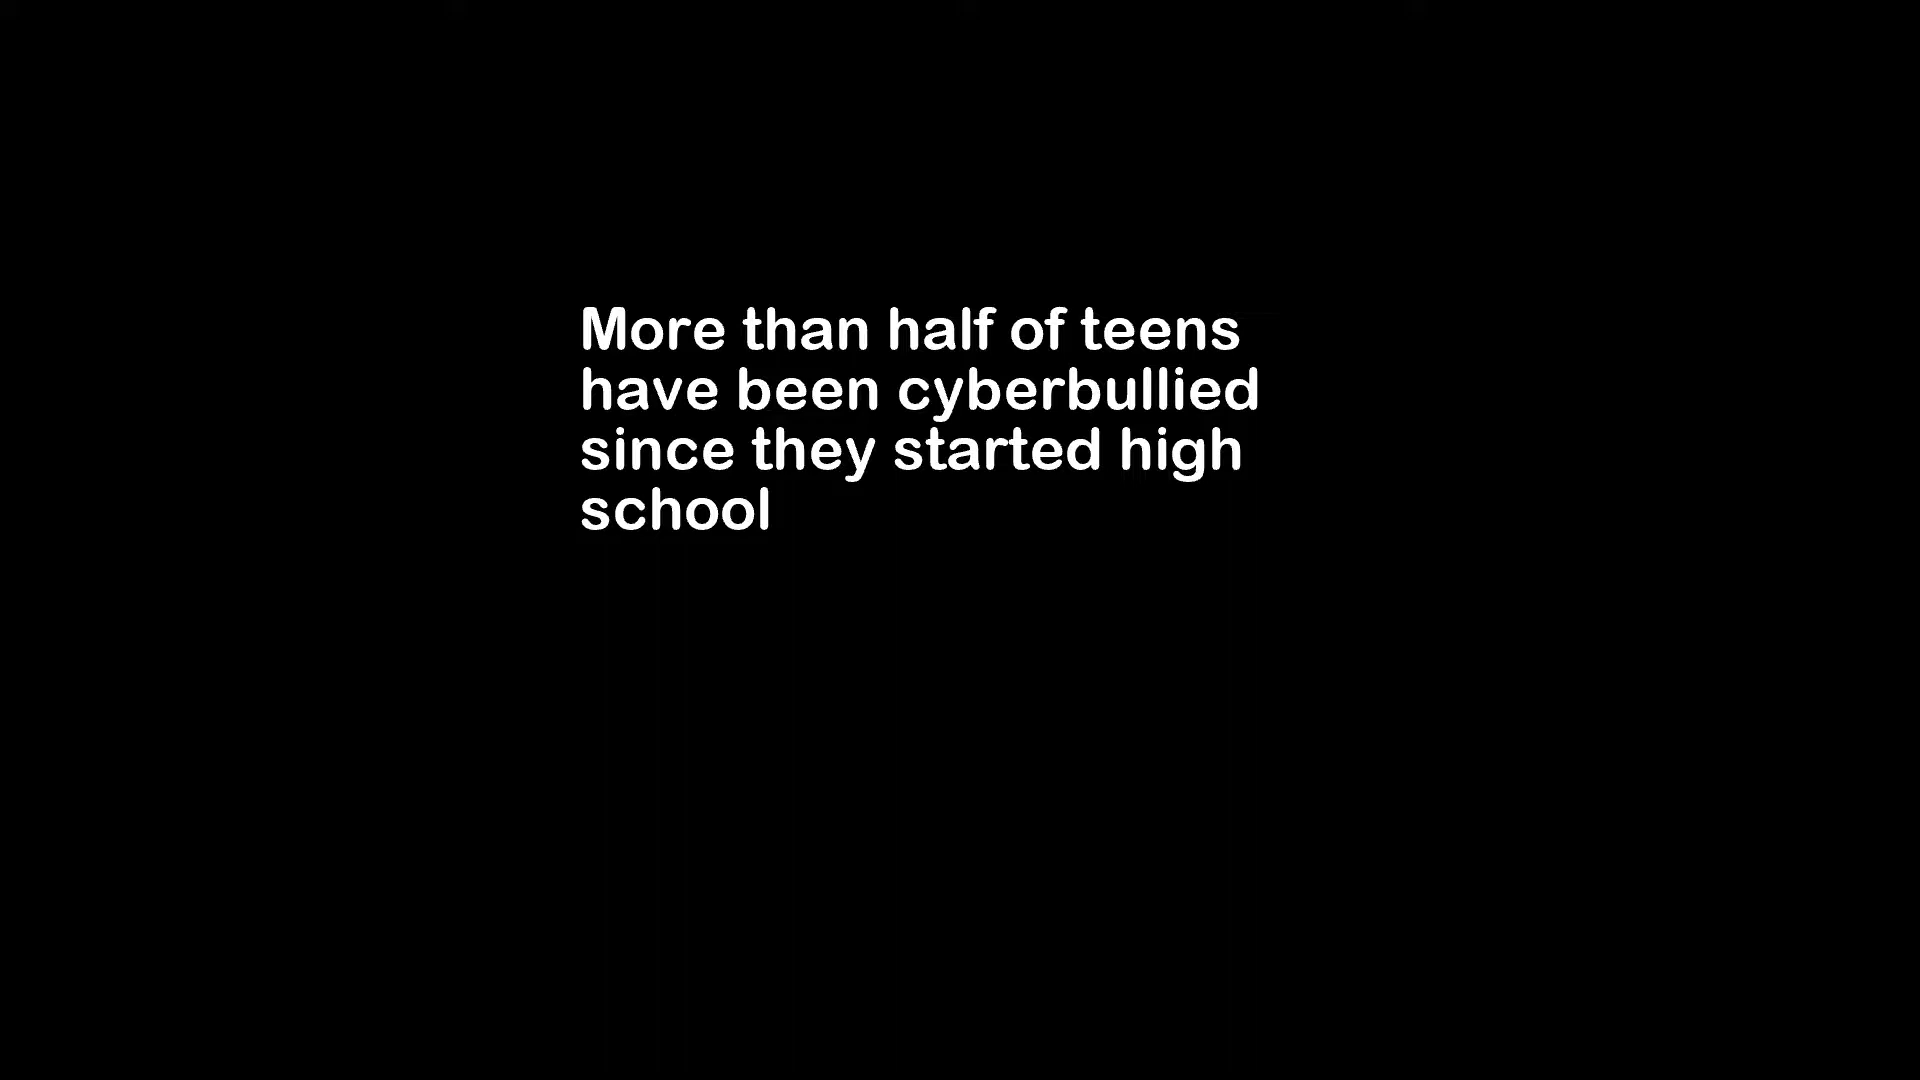 More than half of teens
have been cyberbullied
since they started high
school